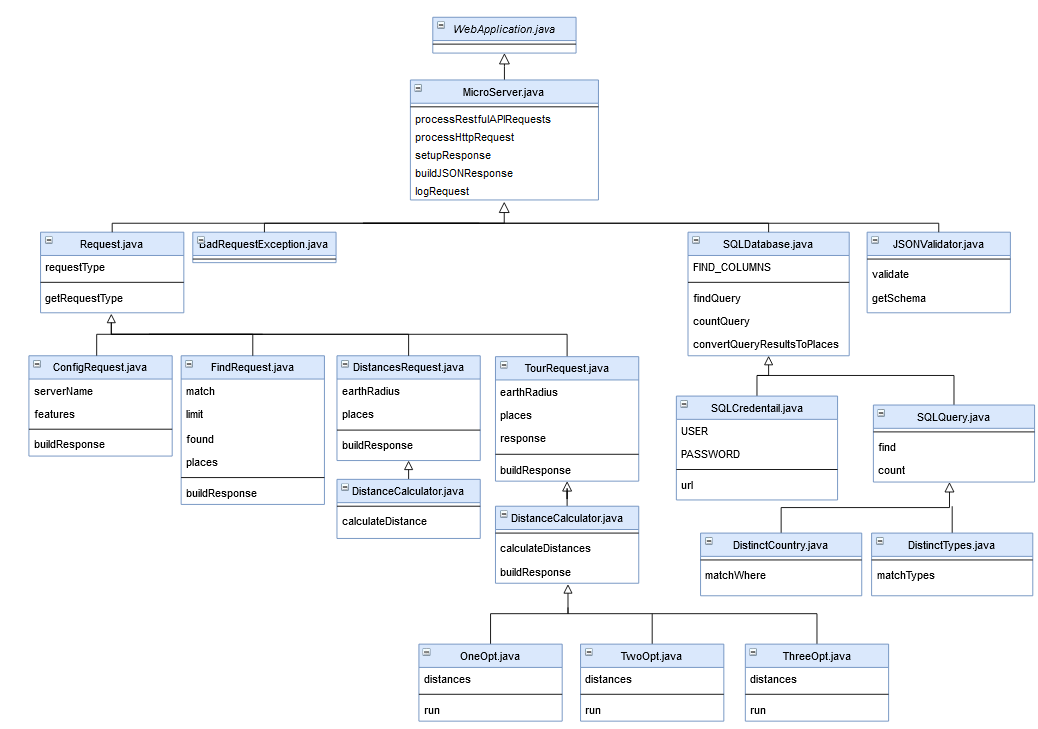 WebApplication.java
MicroServer.java
processRestfulAPIRequests
processHttpRequest
setupResponse
buildJSONResponse
logRequest
Request.java
requestType
getRequestType
BadRequestException.java
SQLDatabase.java
FIND_COLUMNS
findQuery
countQuery
convertQueryResultsToPlaces
JSONValidator.java
validate
getSchema
ConfigRequest.java
serverName
features
buildResponse
FindRequest.java
match
limit
found
places
buildResponse
DistancesRequest.java
earthRadius
places
buildResponse
TourRequest.java
earthRadius
places
response
buildResponse
SQLCredentail.java
USER
PASSWORD
url
SQLQuery.java
find
count
DistanceCalculator.java
calculateDistance
DistanceCalculator.java
calculateDistances
buildResponse
DistinctCountry.java
matchWhere
DistinctTypes.java
matchTypes
OneOpt.java
distances
run
TwoOpt.java
distances
run
ThreeOpt.java
distances
run